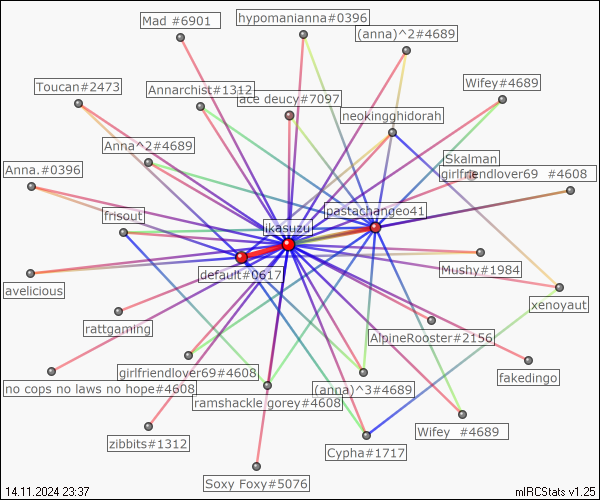 hypomanianna#0396
Mad #6901
(anna)^2#4689
Toucan#2473
Annarchist#1312
ace deucy#7097
Wifey#4689
neokingghidorah
Anna^2#4689
Skalman
Anna.#0396
girlfriendlover69 #4608
frisout
pastachangeo41
ikasuzu
default#0617
Mushy#1984
avelicious
xenoyaut
rattgaming
AlpineRooster#2156
girlfriendlover69#4608
fakedingo
no cops no laws no hope#4608
(anna)^3#4689
ramshackle gorey#4608
Wifey #4689
zibbits#1312
Cypha#1717
Soxy Foxy#5076
14.11.2024 23:37
mIRCStats v1.25